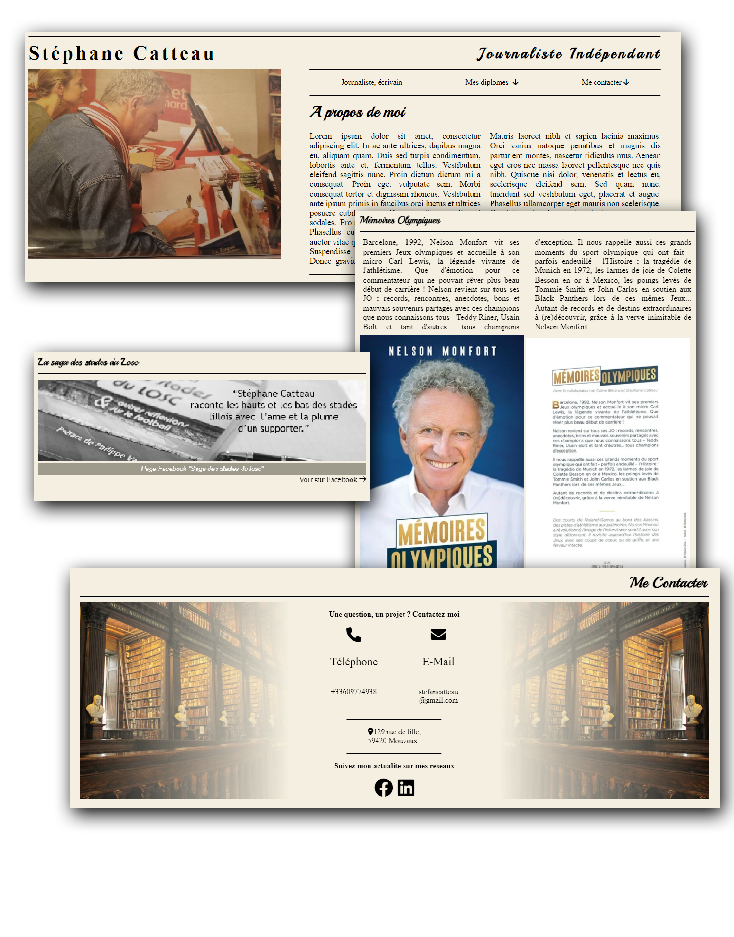 Stéphane Catteau
Journaliste Indépendant
Journaliste, écrivain
Mes diplomes
Me contacter
A propos de moi
Lorem ipsum dolor sit amet, consectetur
adipiscing elit. In ac ante ultrices, dapibus magna
eu, aliquam quam. Duis sed turpis condimentum,
lobortis ante et, fermentum tellus. Vestibulum
eleifend sagittis nunc. Proin dictum dictum mi a
consequat. Proin eget vulputate sem. Morbi
consequat tortor et dignissim rhoncus. Vestibulum
ante ipsum primis in faucibus orci luctus et ultrices
posuere cubil
sodales. Proi
Phasellus eu
auctor vitae q
Suspendisse
Donec gravid
Mauris laoreet nibh et sapien lacinia maximus.
Orci varius natoque penatibus et magnis dis
parturient montes, nascetur ridiculus mus. Aenean
eget eros nec massa laoreet pellentesque nec quis
nibh. Quisque nisi dolor, venenatis et lectus eu,
scelerisque eleifend sem. Sed quam nunc,
tincidunt sed vestibulum eget, placerat et augue.
Phasellus ullamcorper eget mauris non scelerisque.
Mémoires Olympiques
Barcelone, 1992, Nelson Monfort vit ses
premiers Jeux olympiques et accueille à son
micro Carl Lewis, la légende vivante de
l'athlétisme. Que d'émotion pour ce
commentateur qui ne pouvait rêver plus beau
début de carrière ! Nelson revient sur tous ses
JO : records, rencontres, anecdotes, bons et
mauvais souvenirs partagés avec ces champions
que nous connaissons tous - Teddy Riner, Usain
Bolt et tant d'autres tous champions
d'exception. Il nous rappelle aussi ces grands
moments du sport olympique qui ont fait -
parfois endeuillé - l'Histoire : la tragédie de
Munich en 1972, les larmes de joie de Colette
Besson en or à Mexico, les poings levés de
Tommie Smith et John Carlos en soutien aux
Black Panthers lors de ces mêmes Jeux...
Autant de records et de destins extraordinaires
à (re)découvrir, grâce à la verve inimitable de
Nelson Monfort
NELSON MONFORT
MÉMOIRES
OLYMPIQUES
MÉMOIRES OLYMPIQUES
La saga des stades du Losc
du LOSC
"Stéphane Catteau
raconte les hauts et les bas des stades
lillois avec l'ame et la plume
d'un supporter."
Page Facebook "Saga des stades du losc"
Voir sur Facebook
Me Contacter
Une question, un projet ? Contactez moi
Téléphone
E-Mail
+33609774938
stefercatteau
@gmail.com
129 rue de lille,
59420 Mouvaux
Suivez mon actualité sur mes reseaux